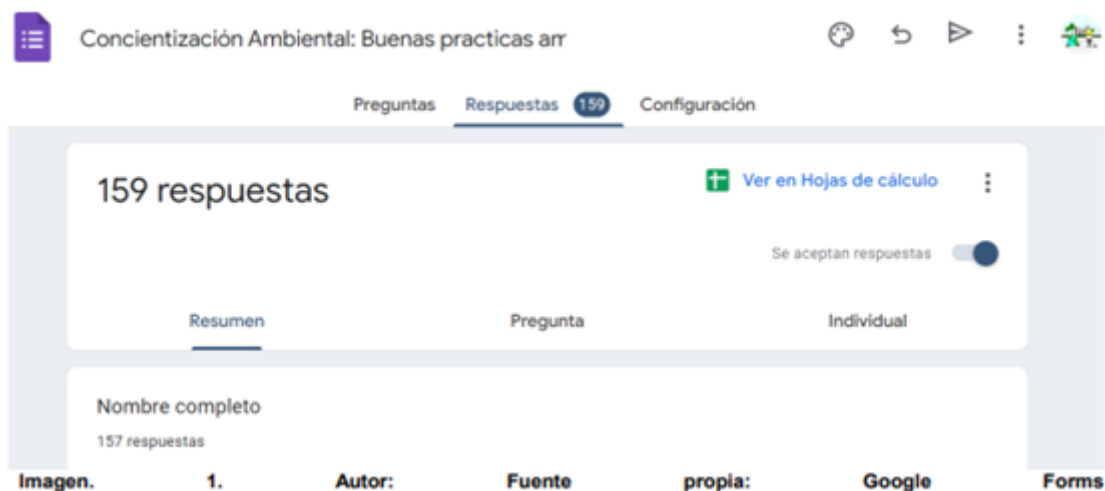 Concientización Ambiental: Buenas practicas am
Preguntas Respuestas 159 Configuración
159 respuestas
Ver en Hojas de cálculo
Se aceptan respuestas
Resumen Pregunta Individual
Nombre completo
157 respuestas
Imagen. 1. Autor: Fuente propia: Google Forms